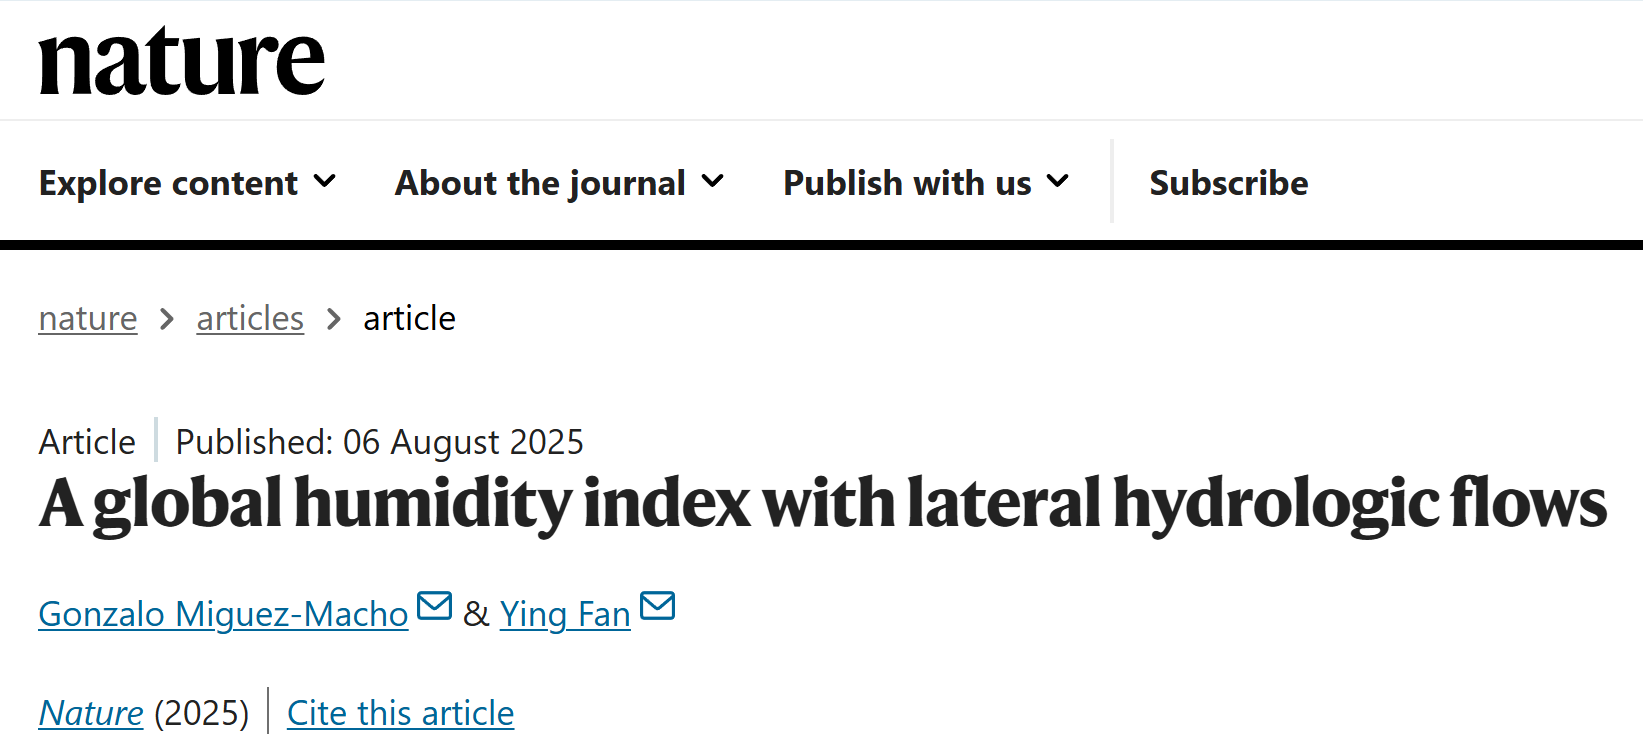 nature
Explore content About the journal Publish with us Subscribe
nature > articles > article
Article | Published: 06 August 2025
A global humidity index with lateral hydrologic flows
Gonzalo Miguez-Macho & Ying Fan
Nature (2025) | Cite this article